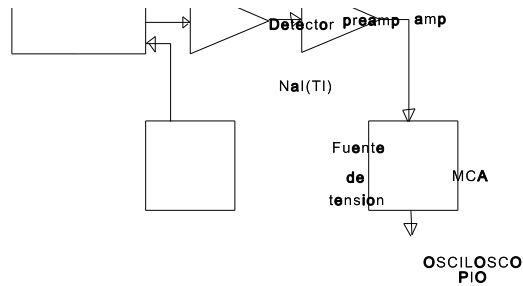 Detector preamp amp
NaI(Tl)
Fuente
de
MCA
tension
OSCILOSCO
PIO